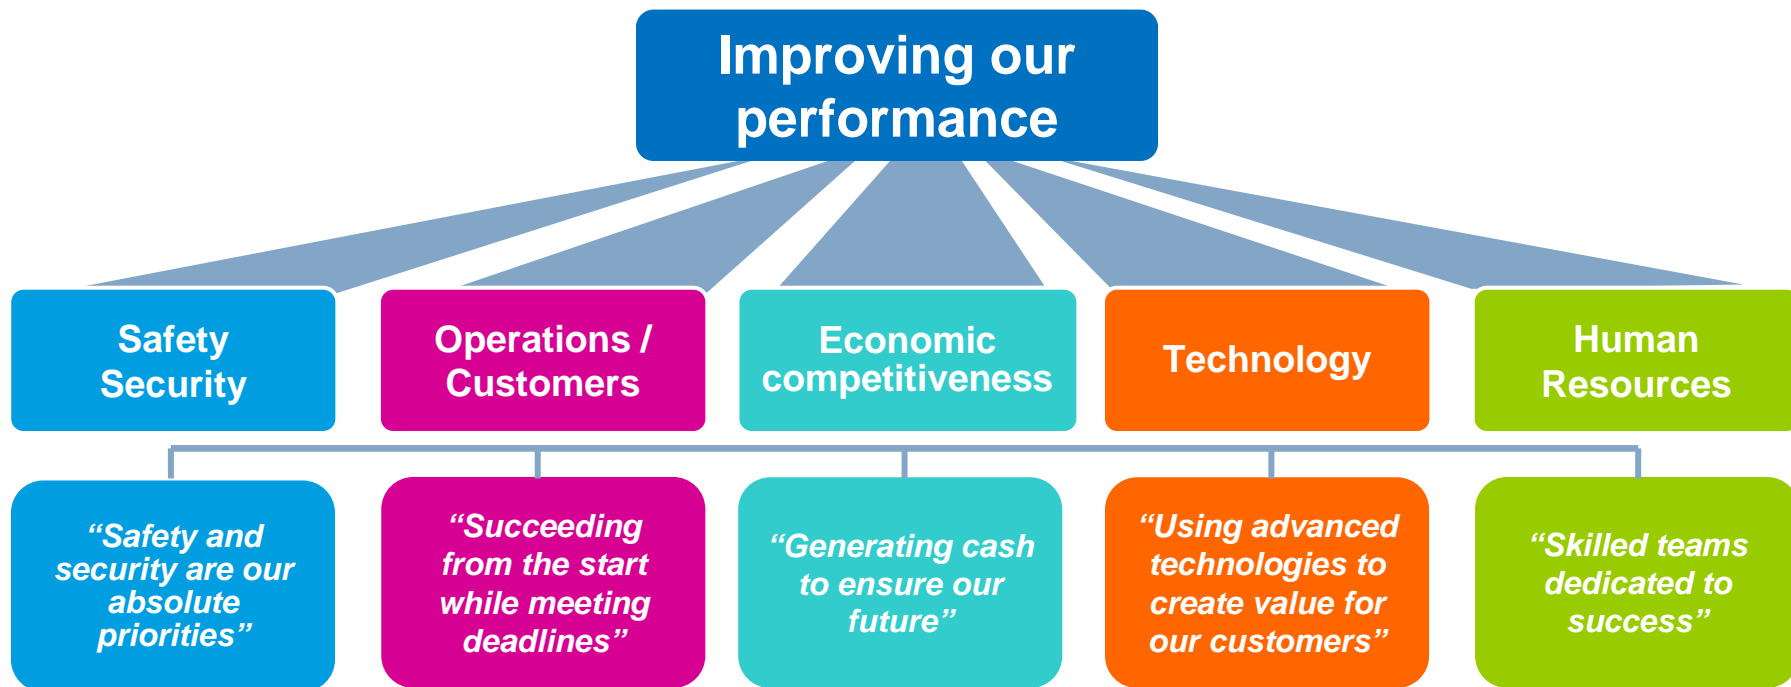 Improving our
performance
Safety
Security
Operations /
Customers
Economic
competitiveness
Technology
Human
Resources
“Safety and
security are our
absolute
priorities”
“Succeeding
from the start
while meeting
deadlines”
“Generating cash
to ensure our
future”
“Using advanced
technologies to
create value for
our customers”
“Skilled teams
dedicated to
success”